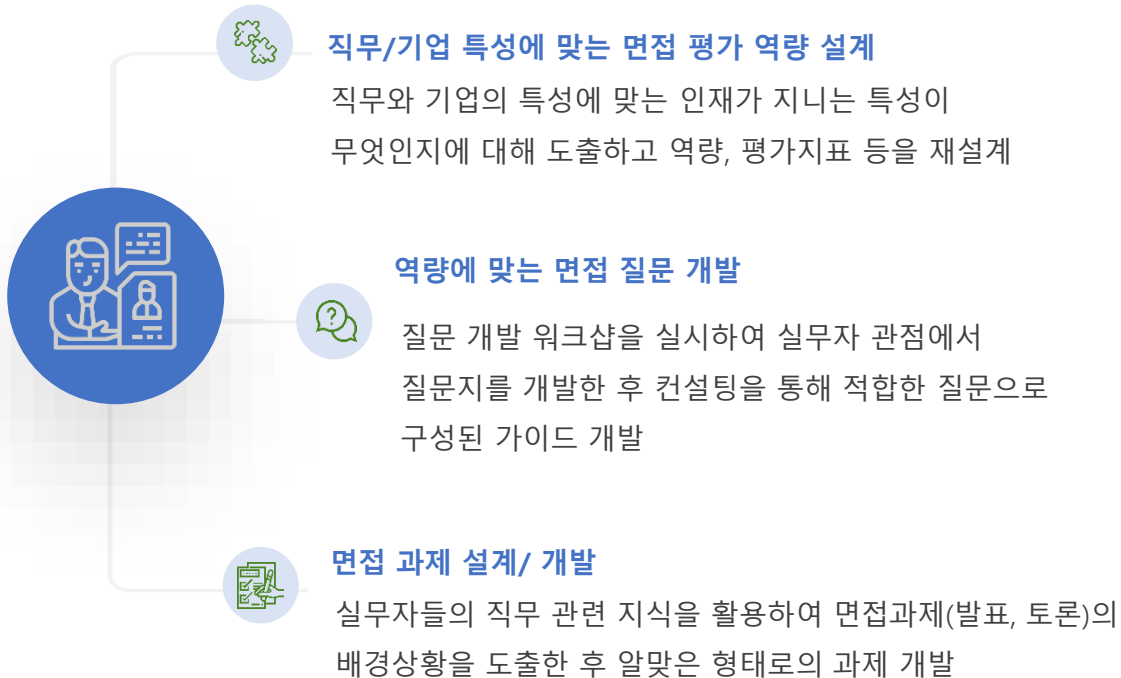 직무/기업 특성에 맞는 면접 평가 역량 설계
직무와 기업의 특성에 맞는 인재가 지니는 특성이
무엇인지에 대해 도출하고 역량, 평가지표 등을 재설계
역량에 맞는 면접 질문 개발
질문 개발 워크샵을 실시하여 실무자 관점에서
질문지를 개발한 후 컨설팅을 통해 적합한 질문으로
구성된 가이드 개발
면접 과제 설계/ 개발
실무자들의 직무 관련 지식을 활용하여 면접과제(발표, 토론)의
배경상황을 도출한 후 알맞은 형태로의 과제 개발